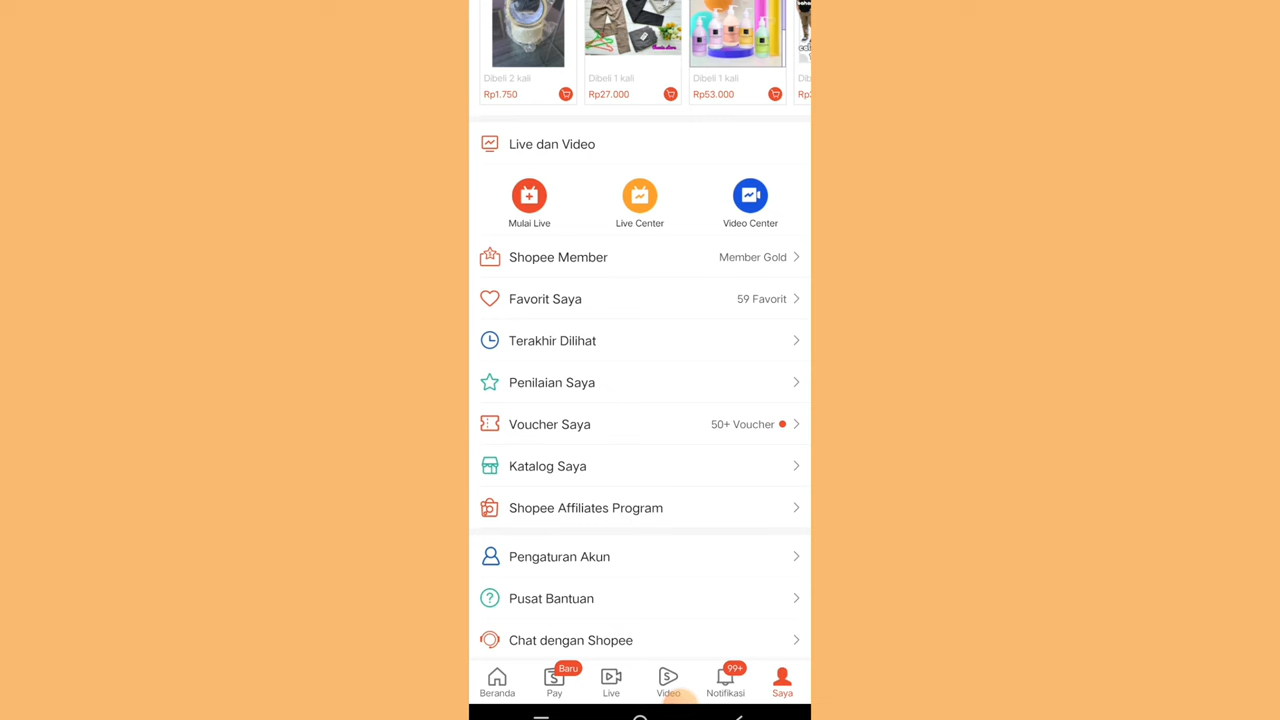 Dibeli 2 kali
Dibeli 1 kali
Dibeli 1 kali
Rp1.750
Rp27.000
Rp53.000
Live dan Video
Mulai Live
Live Center
Video Center
Shopee Member
Member Gold
Favorit Saya
59 Favorit
Terakhir Dilihat
Penilaian Saya
Voucher Saya
50+ Voucher
Katalog Saya
Shopee Affiliates Program
Pengaturan Akun
Pusat Bantuan
Chat dengan Shopee
Baru
99+
Beranda
Pay
Live
Video
Notifikasi
Saya